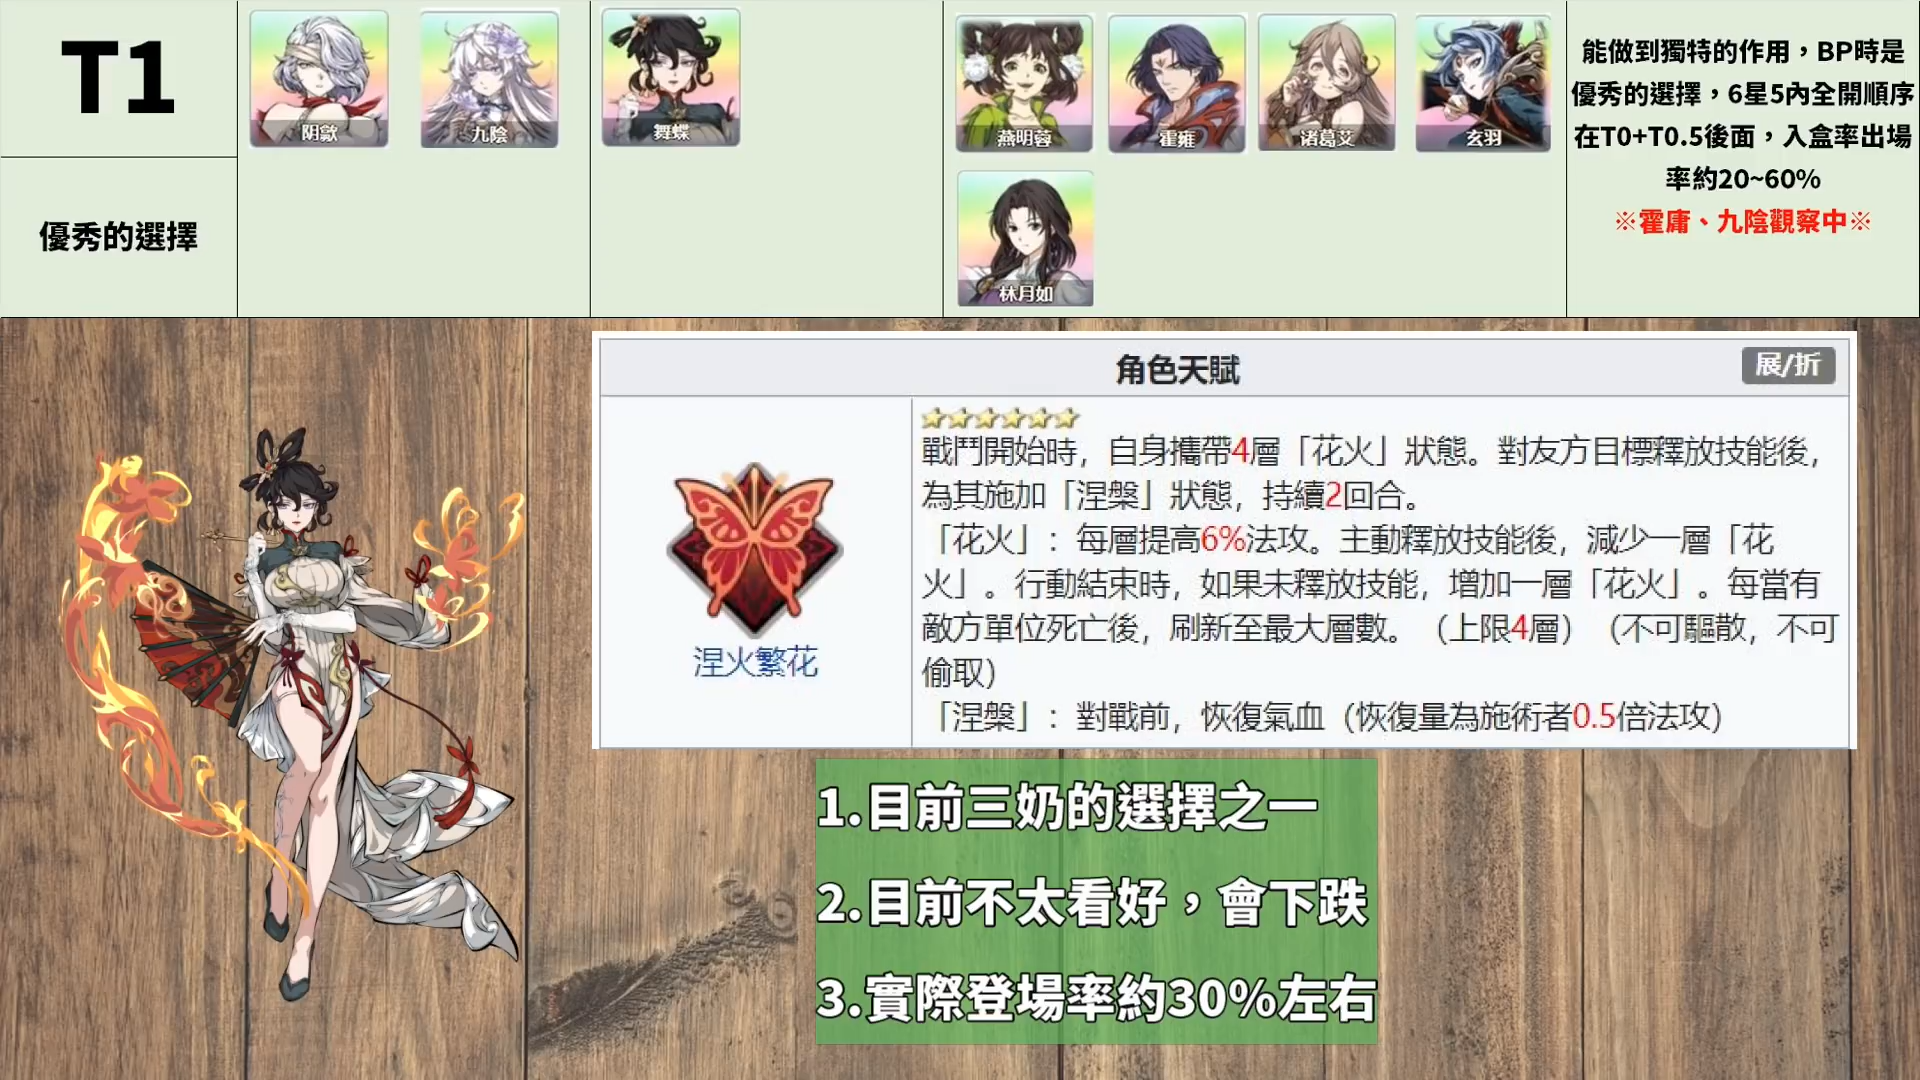 T1
優秀的選擇
阴歙
九陰
舞蝶
燕明蓉
霍雍
诸葛艾
玄羽
林月如
能做到獨特的作用，BP時是
優秀的選擇，6星5內全開順序
在T0+T0.5後面，入盒率出場
率約20~60%
※霍庸、九陰觀察中※
角色天賦
展/折
涅火繁花
戰鬥開始時，自身攜帶4層「花火」狀態。對友方目標釋放技能後，
為其施加「涅槃」狀態，持續2回合。
「花火」：每層提高6%法攻。主動釋放技能後，減少一層「花
火」。行動結束時，如果未釋放技能，增加一層「花火」。每當有
敵方單位死亡後，刷新至最大層數。（上限4層）（不可驅散，不可
偷取）
「涅槃」：對戰前，恢復氣血（恢復量為施術者0.5倍法攻）
1.目前三奶的選擇之一
2.目前不太看好，會下跌
3.實際登場率約30%左右